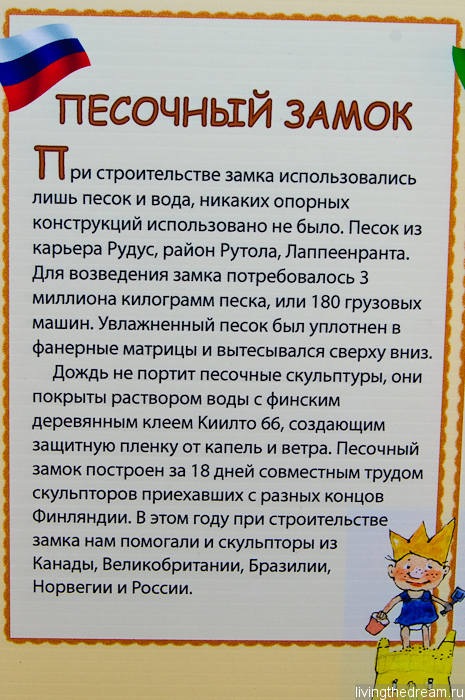 ПЕСОЧНЫЙ ЗАМОК
При строительстве замка использовались
лишь песок и вода, никаких опорных
конструкций использовано не было. Песок из
карьера Рудус, район Рутола, Лаппеенранта.
Для возведения замка потребовалось 3
миллиона килограмм песка, или 180 грузовых
машин. Увлажненный песок был уплотнен в
фанерные матрицы и вытесывался сверху вниз.
Дождь не портит песочные скульптуры, они
покрыты раствором воды с финским
деревянным клеем Киилто 66, создающим
защитную пленку от капель и ветра. Песочный
замок построен за 18 дней совместным трудом
скульпторов приехавших с разных концов
Финляндии. В этом году при строительстве
замка нам помогали и скульпторы из
Канады, Великобритании, Бразилии,
Норвегии и России.
livingthedream.ru